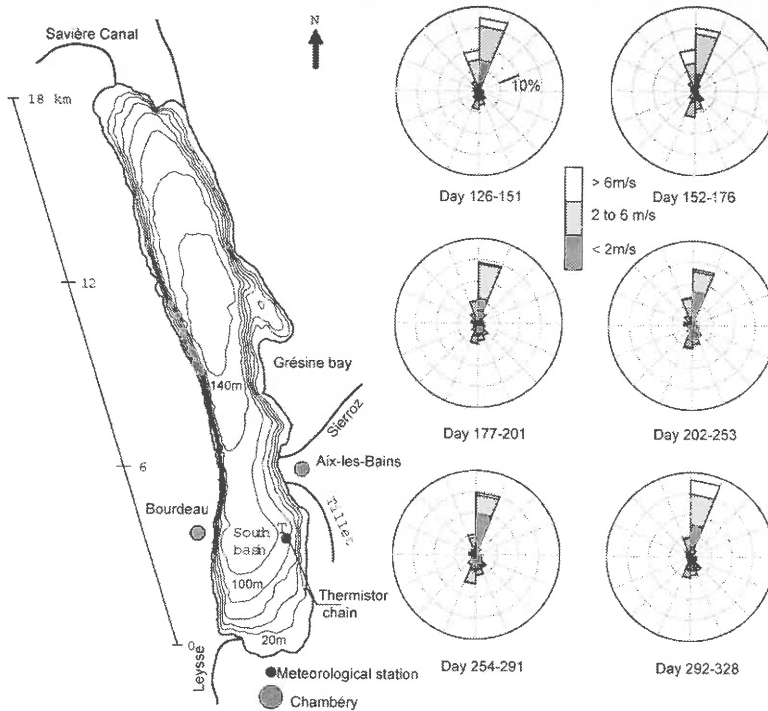 Savière Canal
N
18 km
12
6
0
140m
Grésine bay
Sierroz
Aix-les-Bains
Tillet
Bourdeau
T
South
basin
100m
Thermistor
chain
20m
Leysse
Meteorological station
Chambéry
10%
Day 126-151
Day 152-176
> 6m/s
2 to 6 m/s
< 2m/s
Day 177-201
Day 202-253
Day 254-291
Day 292-328